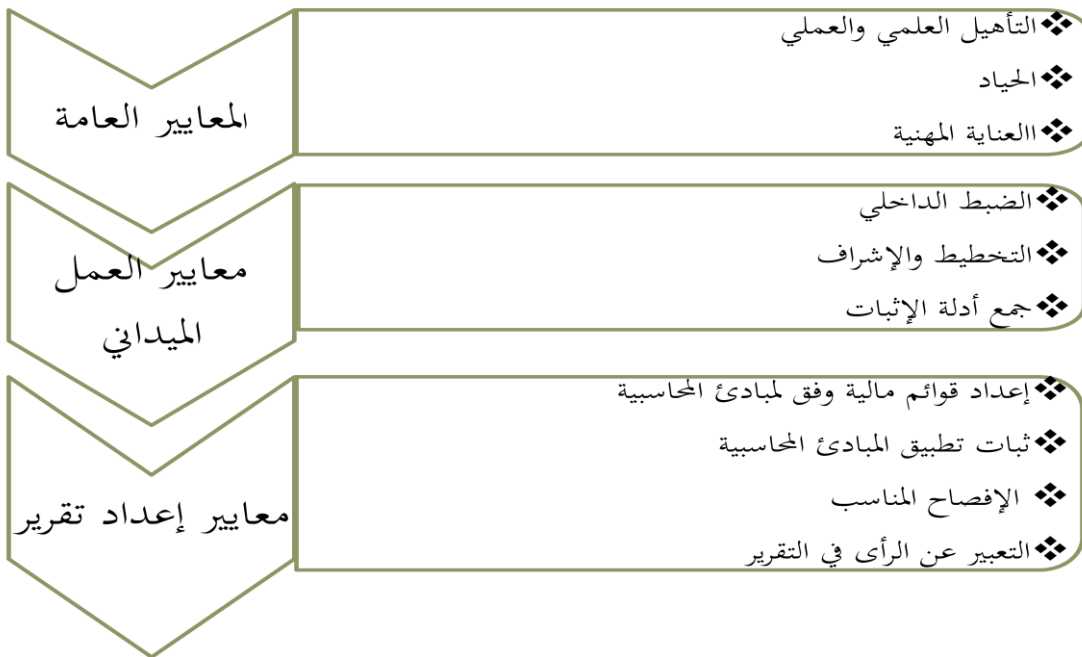 المعايير العامة
❖التأهيل العلمي والعملي
❖الحياد
❖االعناية المهنية
معايير العمل
الميداني
❖الضبط الداخلي
❖التخطيط والإشراف
❖جمع أدلة الإثبات
معايير إعداد تقرير
❖إعداد قوائم مالية وفق لمبادئ المحاسبية
❖ثبات تطبيق المبادئ المحاسبية
❖ الإفصاح المناسب
❖التعبير عن الرأى في التقرير